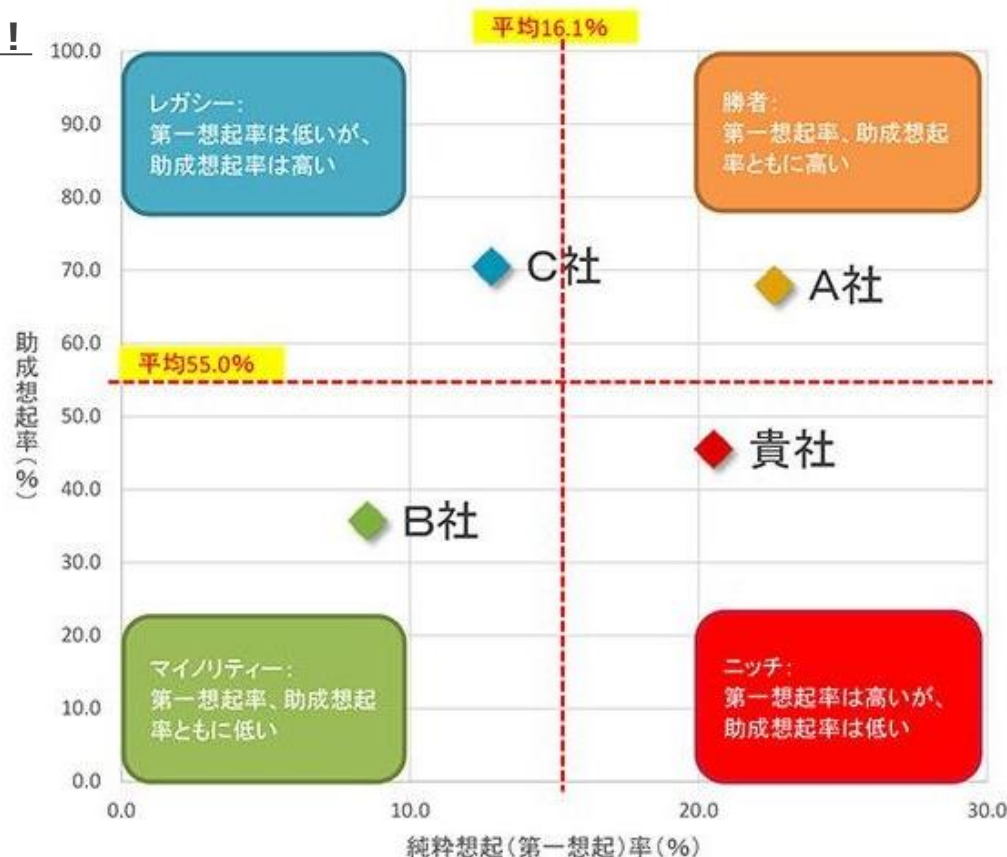 !
平均16.1%
100.0
レガシー:
第一想起率は低いが、
助成想起率は高い
勝者:
第一想起率、助成想起
率ともに高い
90.0
80.0
70.0
C社
A社
60.0
平均55.0%
50.0
貴社
40.0
B社
30.0
20.0
マイノリティー:
第一想起率、助成想起
率ともに低い
ニッチ:
第一想起率は高いが、
助成想起率は低い
10.0
0.0
0.0 10.0 20.0 30.0
助成想起率(%)
純粋想起(第一想起)率(%)